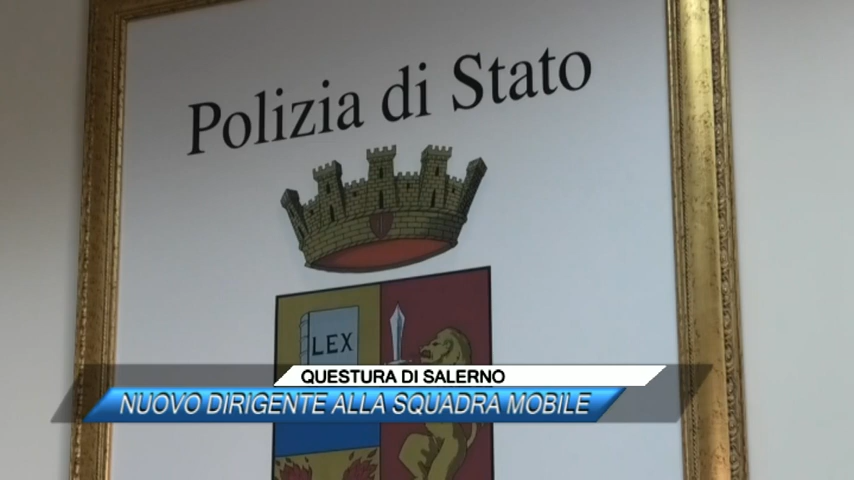 Polizia di Stato
LEX
QUESTURA DI SALERNO
NUOVO DIRIGENTE ALLA SQUADRA MOBILE